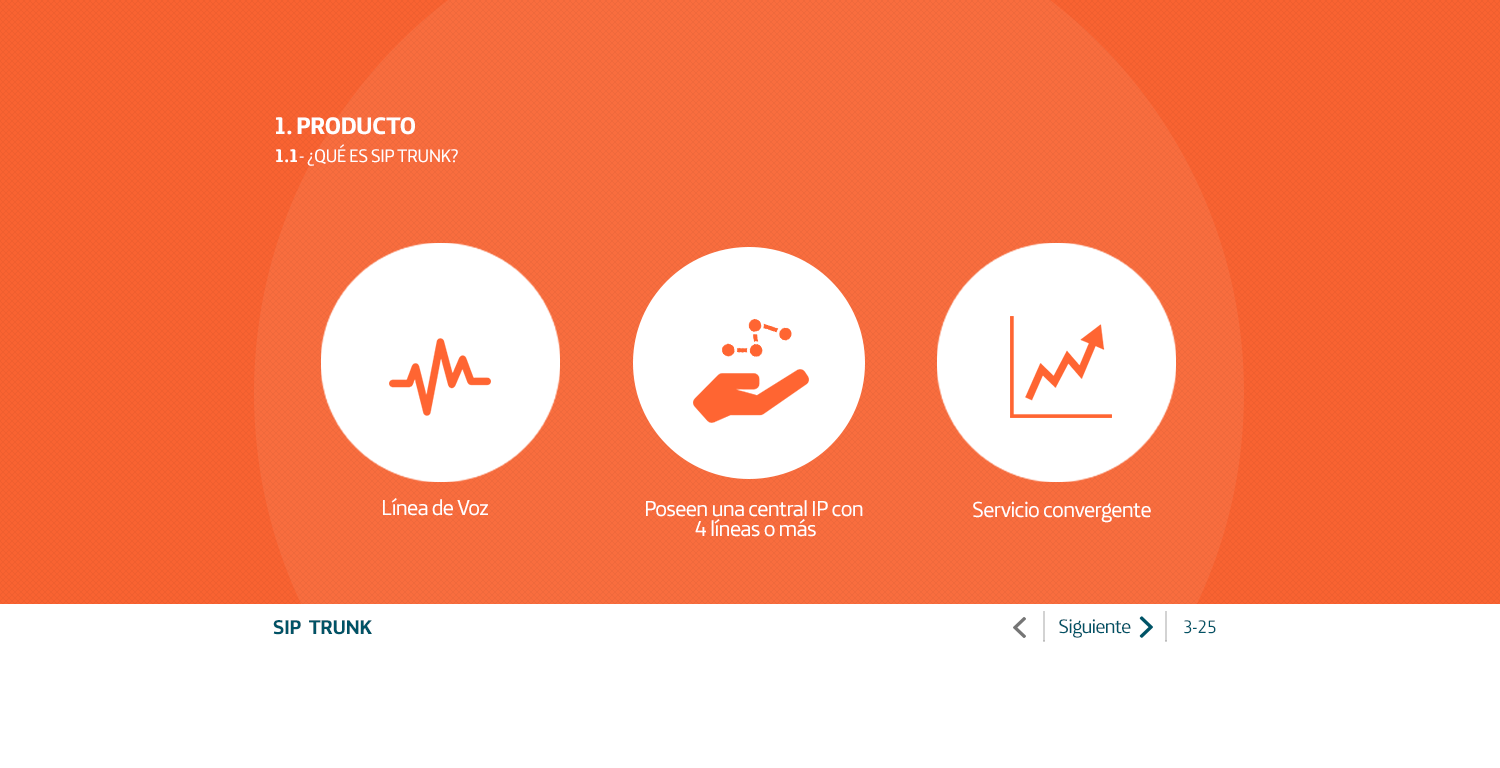 1. PRODUCTO
1.1- ¿QUÉ ES SIP TRUNK?
Línea de Voz
Poseen una central IP con
4 líneas o más
Servicio convergente
SIP TRUNK
Siguiente
3-25